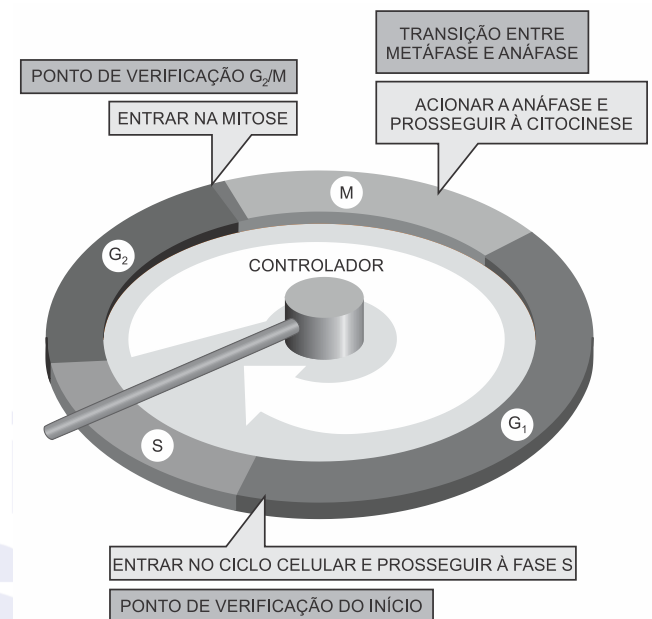 TRANSIÇÃO ENTRE
METÁFASE E ANÁFASE
PONTO DE VERIFICAÇÃO G₂/M
ACIONAR A ANÁFASE E
PROSSEGUIR À CITOCINESE
ENTRAR NA MITOSE
M
G₂
CONTROLADOR
G₁
S
ENTRAR NO CICLO CELULAR E PROSSEGUIR À FASE S
PONTO DE VERIFICAÇÃO DO INÍCIO